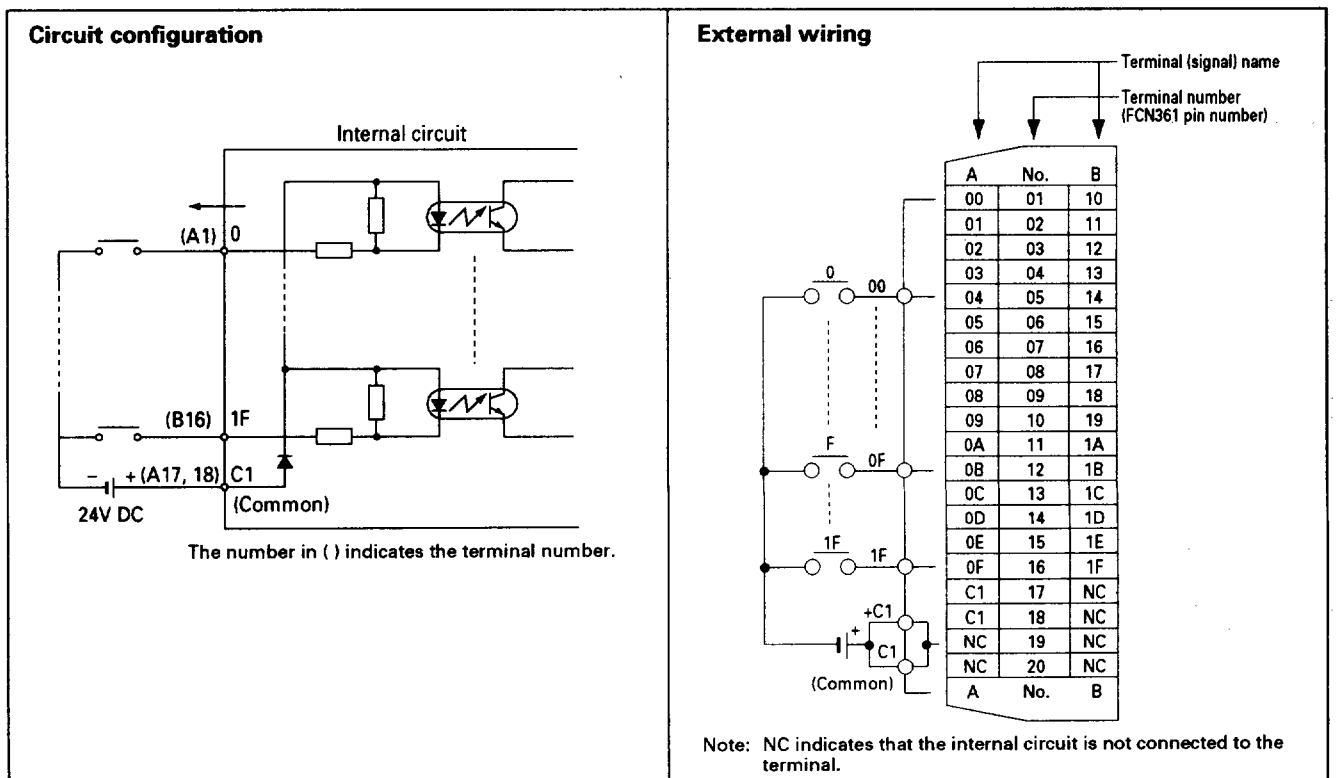 Circuit configuration
Internal circuit
(A1) 0
(B16) 1F
− + (A17, 18) C1
24V DC
(Common)
The number in ( ) indicates the terminal number.
External wiring
Terminal (signal) name
Terminal number
(FCN361 pin number)
A No. B
00 01 10
01 02 11
02 03 12
03 04 13
04 05 14
05 06 15
06 07 16
07 08 17
08 09 18
09 10 19
0A 11 1A
0B 12 1B
0C 13 1C
0D 14 1D
0E 15 1E
0F 16 1F
C1 17 NC
C1 18 NC
NC 19 NC
NC 20 NC
A No. B
0
00
F
0F
1F
1F
+C1
+
C1
(Common)
Note: NC indicates that the internal circuit is not connected to the
terminal.